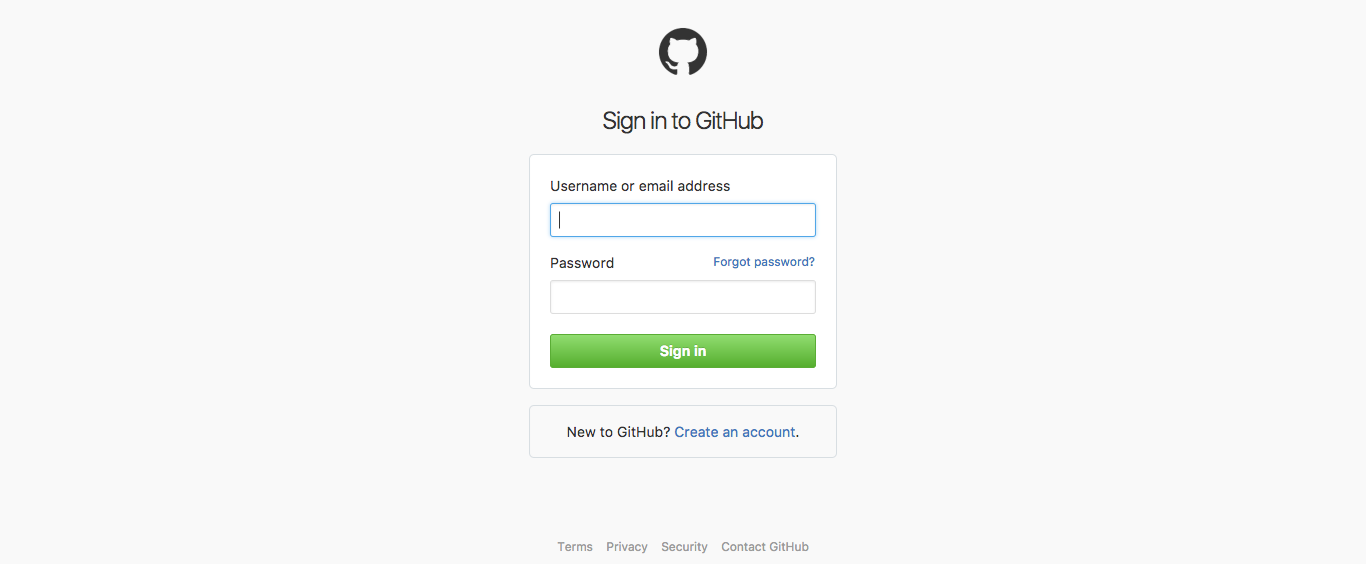 Sign in to GitHub
Username or email address
Password Forgot password?
Sign in
New to GitHub? Create an account.
Terms Privacy Security Contact GitHub